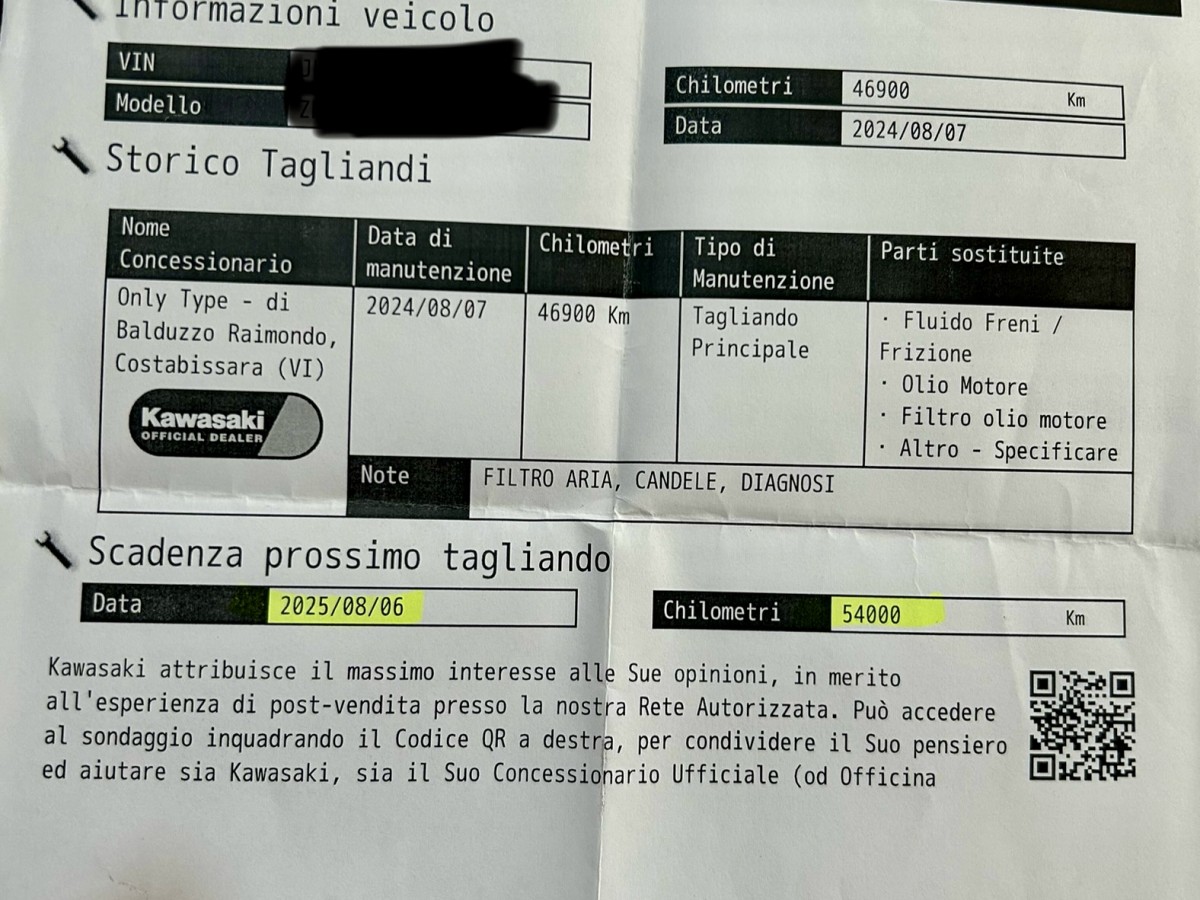 Informazioni veicolo
VIN
Modello
Chilometri 46900 Km
Data 2024/08/07
Storico Tagliandi
Nome Concessionario
Data di manutenzione
Chilometri
Tipo di Manutenzione
Parti sostituite
Only Type - di
Balduzzo Raimondo,
Costabissara (VI)
Kawasaki
OFFICIAL DEALER
2024/08/07
46900 Km
Tagliando
Principale
· Fluido Freni /
Frizione
· Olio Motore
· Filtro olio motore
· Altro - Specificare
Note FILTRO ARIA, CANDELE, DIAGNOSI
Scadenza prossimo tagliando
Data 2025/08/06
Chilometri 54000 Km
Kawasaki attribuisce il massimo interesse alle Sue opinioni, in merito
all'esperienza di post-vendita presso la nostra Rete Autorizzata. Può accedere
al sondaggio inquadrando il Codice QR a destra, per condividere il Suo pensiero
ed aiutare sia Kawasaki, sia il Suo Concessionario Ufficiale (od Officina